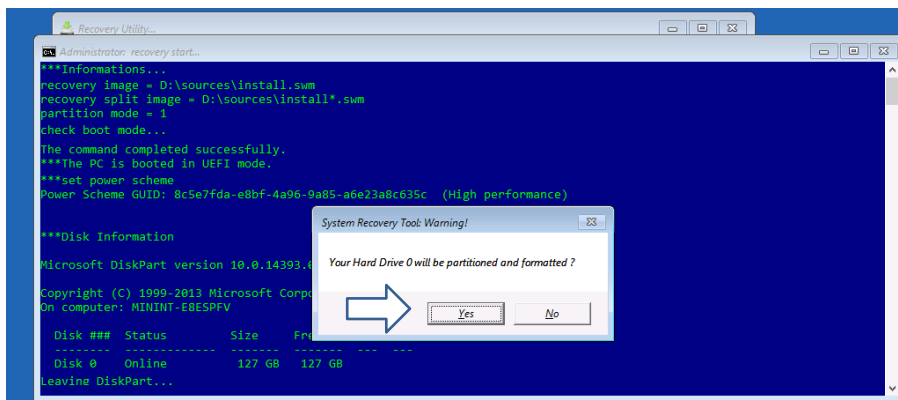 Recovery Utility...
Administrator: recovery start...
***Informations...
recovery image = D:\sources\install.swm
recovery split image = D:\sources\install*.swm
partition mode = 1
check boot mode...
The command completed successfully.
***The PC is booted in UEFI mode.
***set power scheme
Power Scheme GUID: 8c5e7fda-e8bf-4a96-9a85-a6e23a8c635c (High performance)
***Disk Information
Microsoft DiskPart version 10.0.14393.
Copyright (C) 1999-2013 Microsoft Corpo
On computer: MININT-E8ESPFV
Disk ### Status Size Fre
-------- ------------- ------- ------- --- ---
Disk 0 Online 127 GB 127 GB
Leaving DiskPart...
System Recovery Tool: Warning!
Your Hard Drive 0 will be partitioned and formatted ?
Yes No